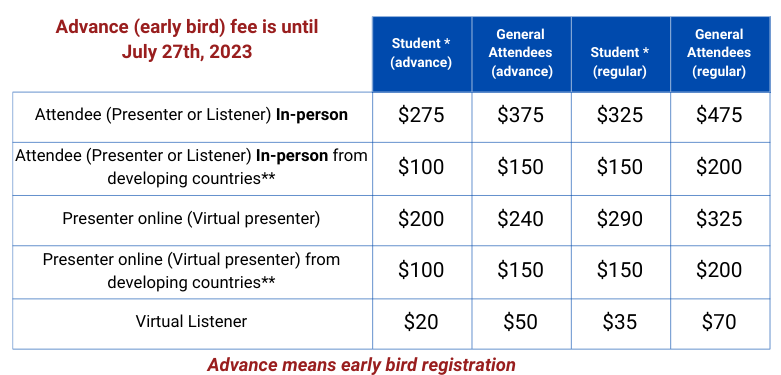 Advance (early bird) fee is until
July 27th, 2023
Student *
(advance)
General
Attendees
(advance)
Student *
(regular)
General
Attendees
(regular)
Attendee (Presenter or Listener) In-person
$275
$375
$325
$475
Attendee (Presenter or Listener) In-person from
developing countries**
$100
$150
$150
$200
Presenter online (Virtual presenter)
$200
$240
$290
$325
Presenter online (Virtual presenter) from
developing countries**
$100
$150
$150
$200
Virtual Listener
$20
$50
$35
$70
Advance means early bird registration